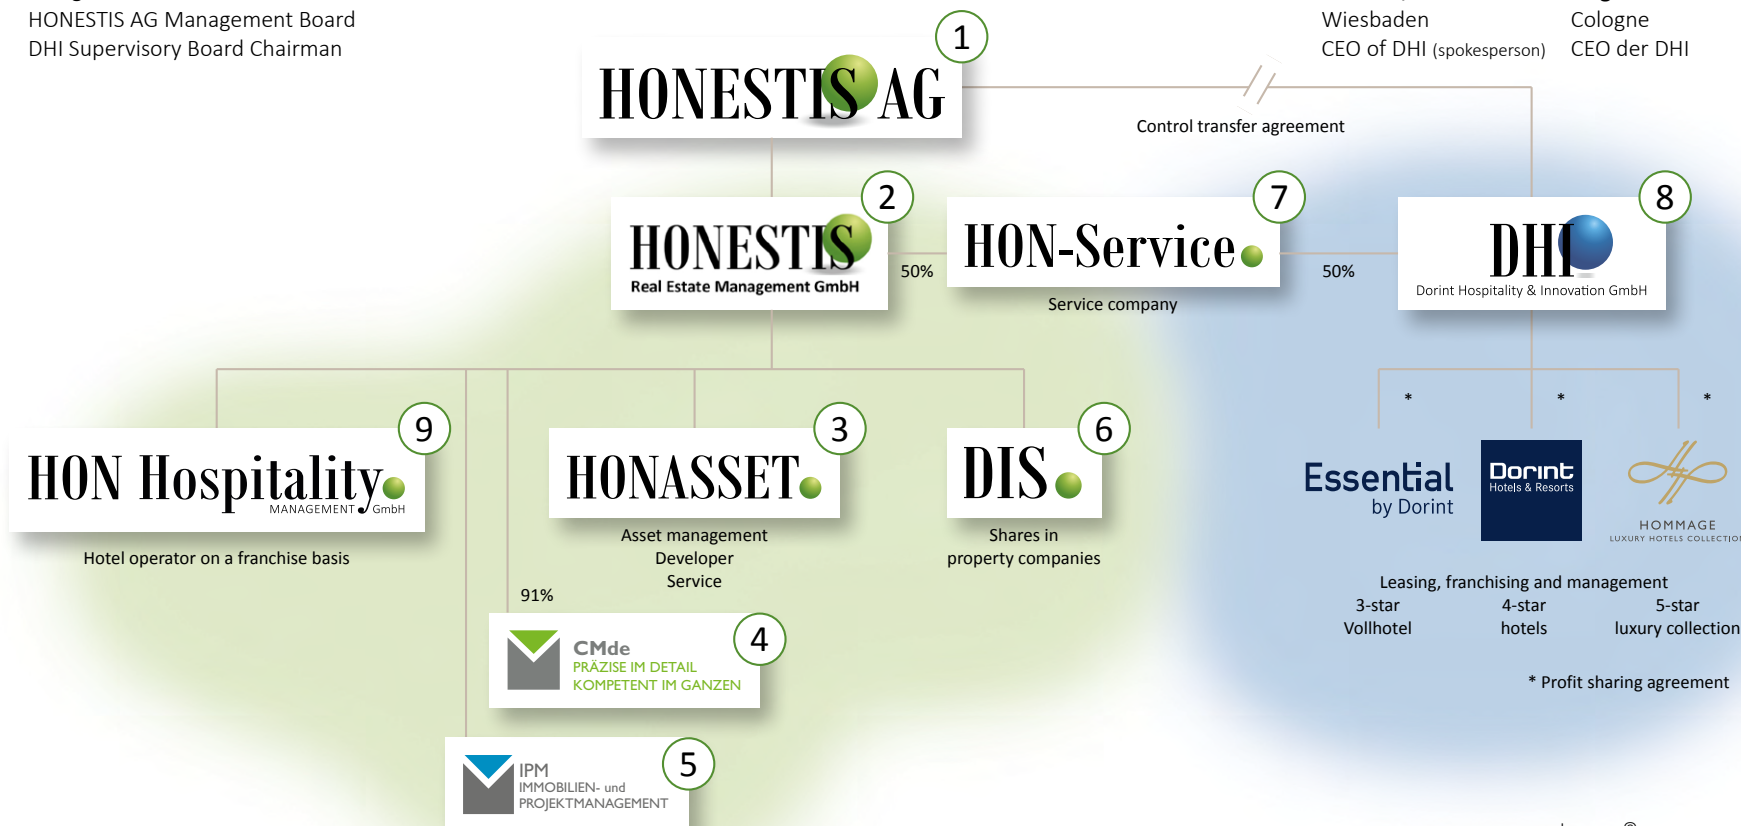 HONESTIS AG Management Board
DHI Supervisory Board Chairman
Wiesbaden
CEO of DHI (spokesperson)
Cologne
CEO der DHI
1
HONESTIS AG
Control transfer agreement
2
HONESTIS
Real Estate Management GmbH
50%
7
HON-Service
Service company
50%
8
DHI
Dorint Hospitality & Innovation GmbH
9
HON Hospitality
MANAGEMENT GmbH
Hotel operator on a franchise basis
3
HONASSET
Asset management
Developer
Service
6
DIS
Shares in
property companies
91%
4
CMde
PRÄZISE IM DETAIL
KOMPETENT IM GANZEN
5
IPM
IMMOBILIEN- und
PROJEKTMANAGEMENT
* * *
Essential
by Dorint
Dorint
Hotels & Resorts
HOMMAGE
LUXURY HOTELS COLLECTION
Leasing, franchising and management
3-star
Vollhotel
4-star
hotels
5-star
luxury collection
* Profit sharing agreement